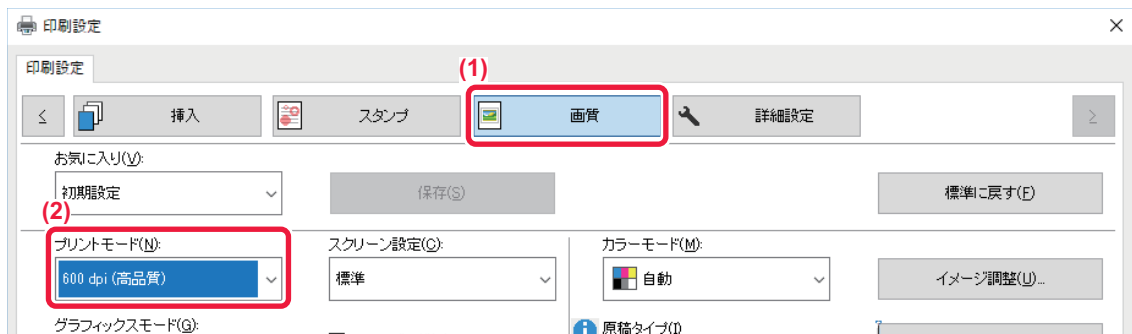 印刷設定
印刷設定
(1)
挿入
スタンプ
画質
詳細設定
お気に入り(V):
初期設定
保存(S)
標準に戻す(F)
(2)
プリントモード(N):
スクリーン設定(C):
カラーモード(M):
600 dpi (高品質)
標準
自動
イメージ調整(U)...
グラフィックスモード(G):
原稿タイプ(I)